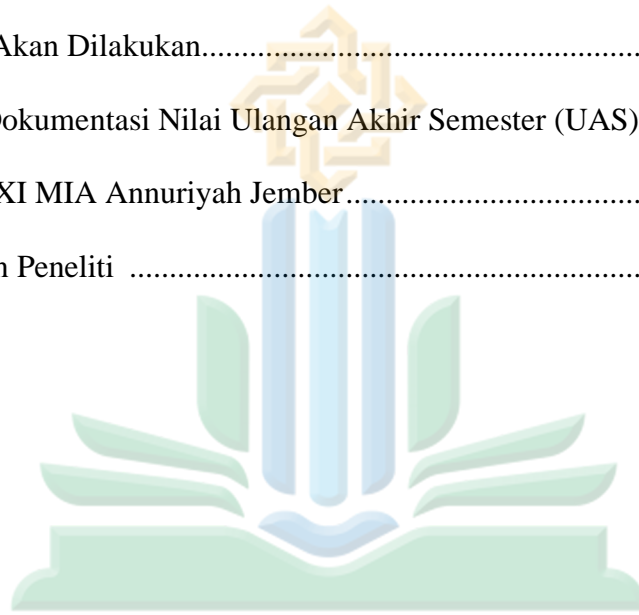 Akan Dilakukan......................................................
Dokumentasi Nilai Ulangan Akhir Semester (UAS)
XI MIA Annuriyah Jember....................................
n Peneliti ...............................................................